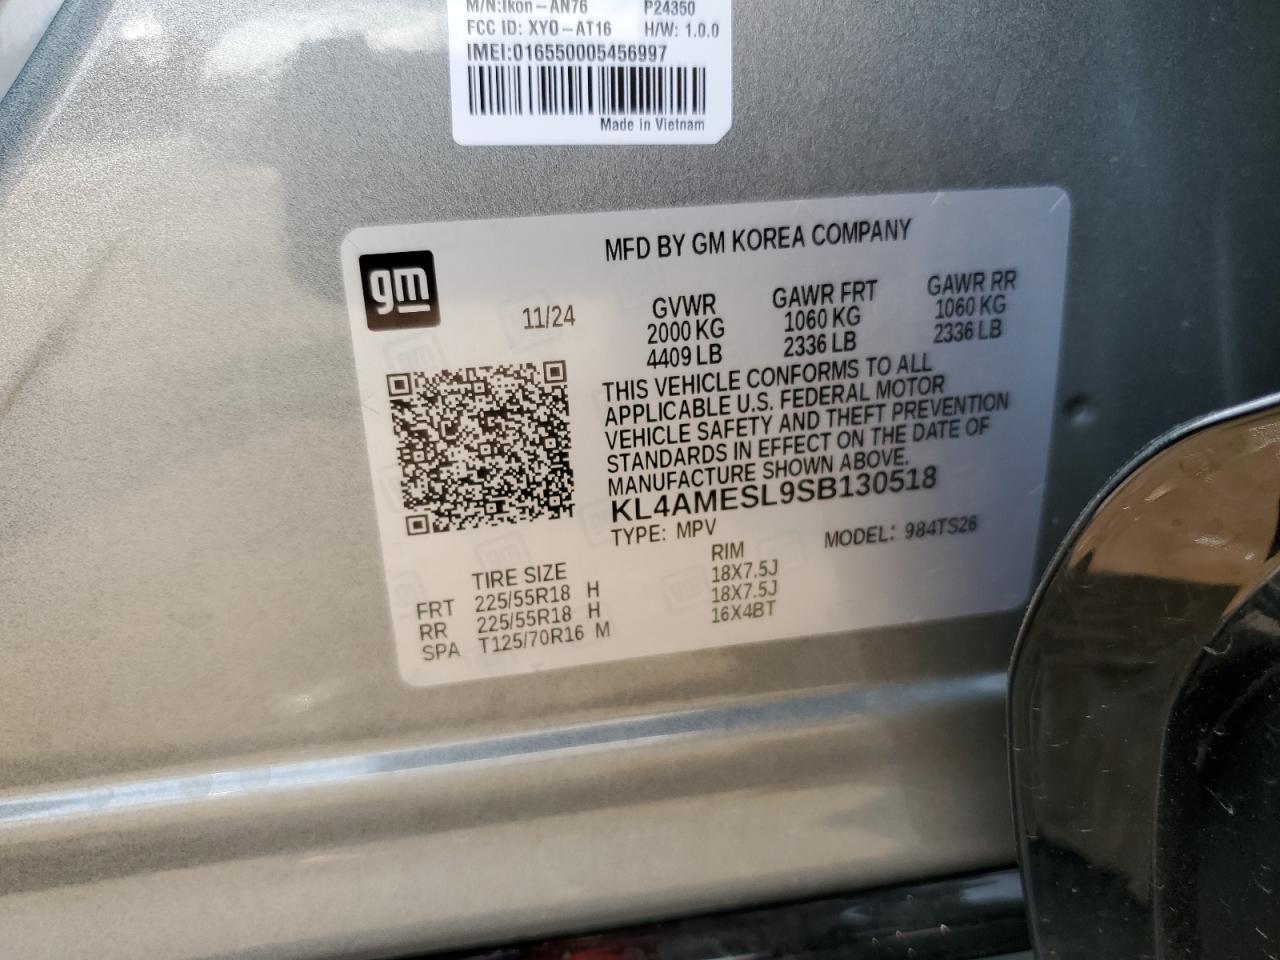 M/N:Ikon-AN76 P24350
FCC ID: XYO-AT16 H/W: 1.0.0
IMEI:016550005456997
Made in Vietnam
gm
MFD BY GM KOREA COMPANY
11/24
GVWR GAWR FRT GAWR RR
2000 KG 1060 KG 1060 KG
4409 LB 2336 LB 2336 LB
THIS VEHICLE CONFORMS TO ALL
APPLICABLE U.S. FEDERAL MOTOR
VEHICLE SAFETY AND THEFT PREVENTION
STANDARDS IN EFFECT ON THE DATE OF
MANUFACTURE SHOWN ABOVE.
KL4AMESL9SB130518
TYPE: MPV MODEL: 984TS26
TIRE SIZE RIM
FRT 225/55R18 H 18X7.5J
RR 225/55R18 H 18X7.5J
SPA T125/70R16 M 16X4BT